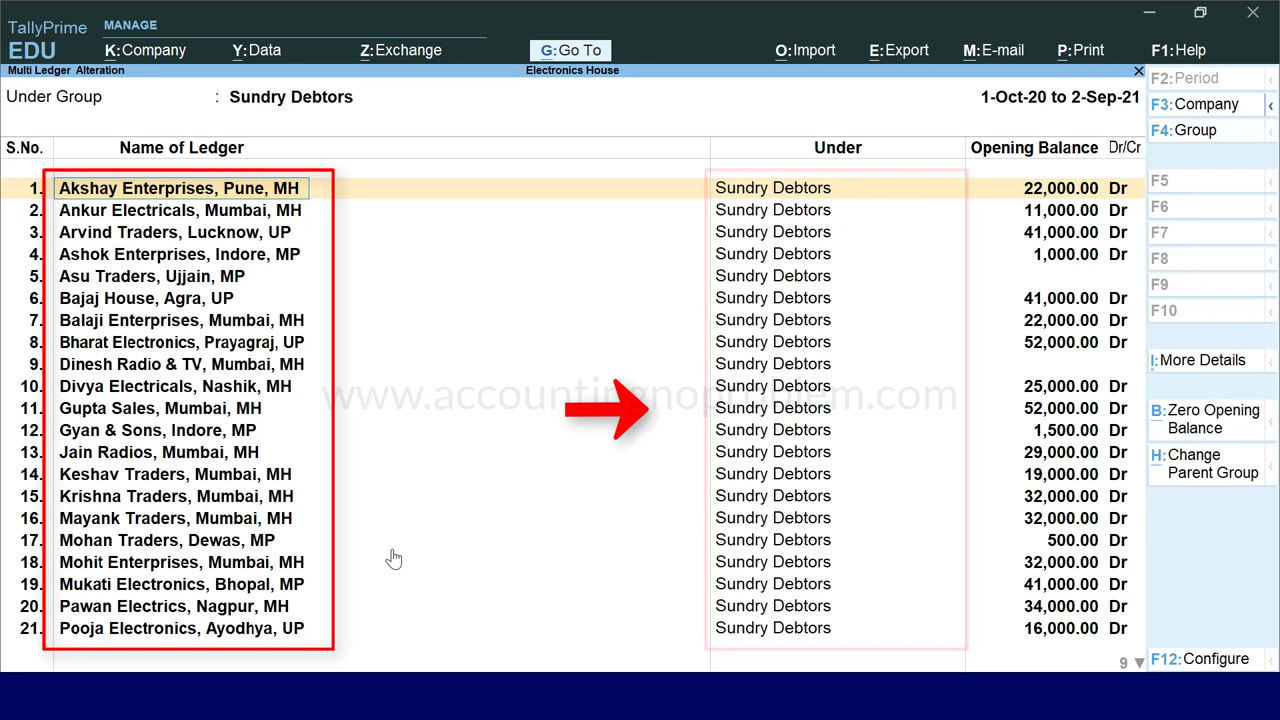 TallyPrime MANAGE
EDU K:Company Y:Data Z:Exchange G:Go To O:Import E:Export M:E-mail P:Print F1:Help
Multi Ledger Alteration Electronics House
Under Group : Sundry Debtors 1-Oct-20 to 2-Sep-21
S.No. Name of Ledger Under Opening Balance Dr/Cr
1. Akshay Enterprises, Pune, MH Sundry Debtors 22,000.00 Dr
2. Ankur Electricals, Mumbai, MH Sundry Debtors 11,000.00 Dr
3. Arvind Traders, Lucknow, UP Sundry Debtors 41,000.00 Dr
4. Ashok Enterprises, Indore, MP Sundry Debtors 1,000.00 Dr
5. Asu Traders, Ujjain, MP Sundry Debtors
6. Bajaj House, Agra, UP Sundry Debtors 41,000.00 Dr
7. Balaji Enterprises, Mumbai, MH Sundry Debtors 22,000.00 Dr
8. Bharat Electronics, Prayagraj, UP Sundry Debtors 52,000.00 Dr
9. Dinesh Radio & TV, Mumbai, MH Sundry Debtors
10. Divya Electricals, Nashik, MH Sundry Debtors 25,000.00 Dr
www.accountingnoproblem.com
11. Gupta Sales, Mumbai, MH Sundry Debtors 52,000.00 Dr
12. Gyan & Sons, Indore, MP Sundry Debtors 1,500.00 Dr
13. Jain Radios, Mumbai, MH Sundry Debtors 29,000.00 Dr
14. Keshav Traders, Mumbai, MH Sundry Debtors 19,000.00 Dr
15. Krishna Traders, Mumbai, MH Sundry Debtors 32,000.00 Dr
16. Mayank Traders, Mumbai, MH Sundry Debtors 32,000.00 Dr
17. Mohan Traders, Dewas, MP Sundry Debtors 500.00 Dr
18. Mohit Enterprises, Mumbai, MH Sundry Debtors 32,000.00 Dr
19. Mukati Electronics, Bhopal, MP Sundry Debtors 41,000.00 Dr
20. Pawan Electrics, Nagpur, MH Sundry Debtors 34,000.00 Dr
21. Pooja Electronics, Ayodhya, UP Sundry Debtors 16,000.00 Dr
9 ▼
F2:Period
F3:Company
F4:Group
F5
F6
F7
F8
F9
F10
I:More Details
B:Zero Opening
Balance
H:Change
Parent Group
F12:Configure